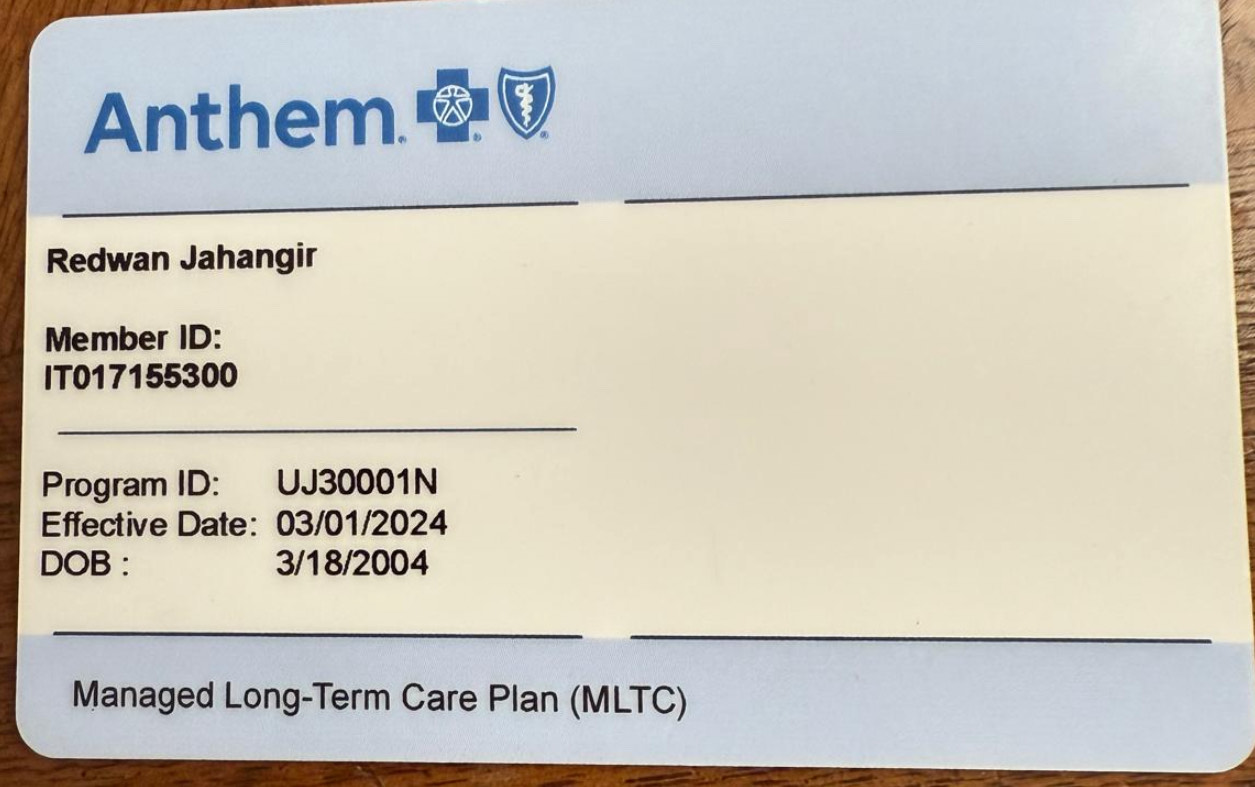 Anthem
Redwan Jahangir
Member ID:
IT017155300
Program ID: UJ30001N
Effective Date: 03/01/2024
DOB : 3/18/2004
Managed Long-Term Care Plan (MLTC)